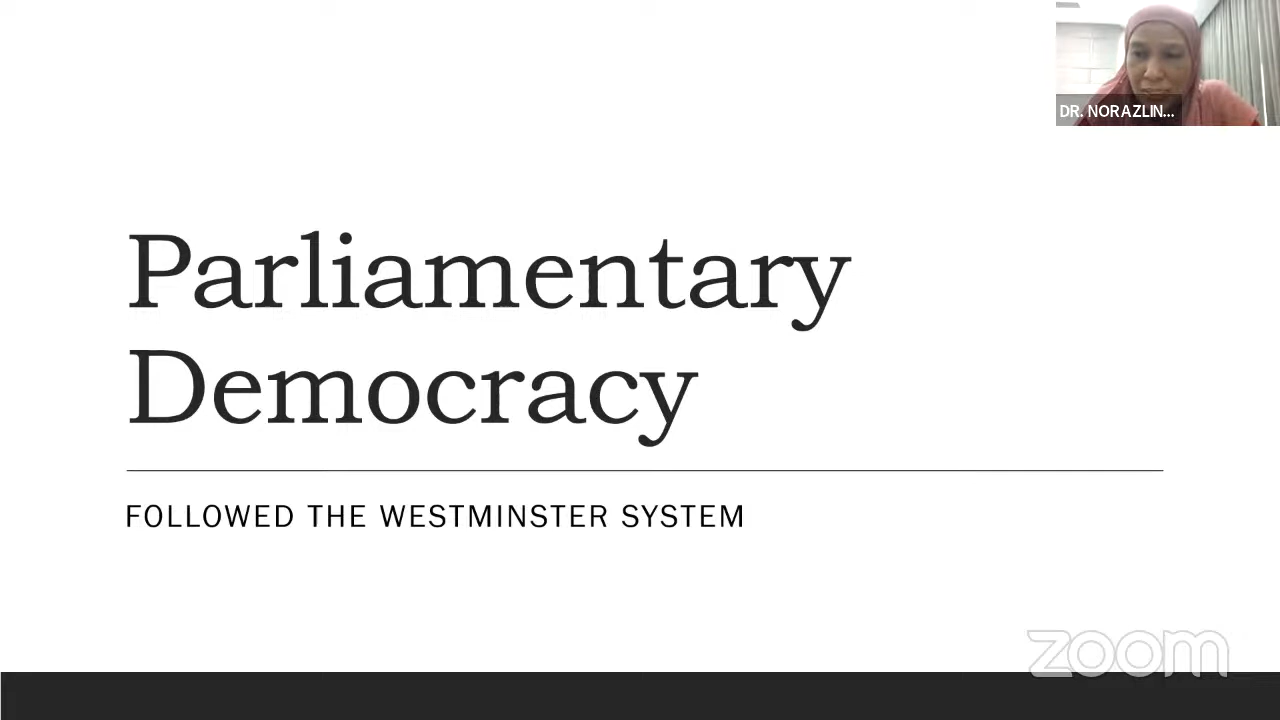 DR. NORAZLIN...
Parliamentary
Democracy
FOLLOWED THE WESTMINSTER SYSTEM
zoom